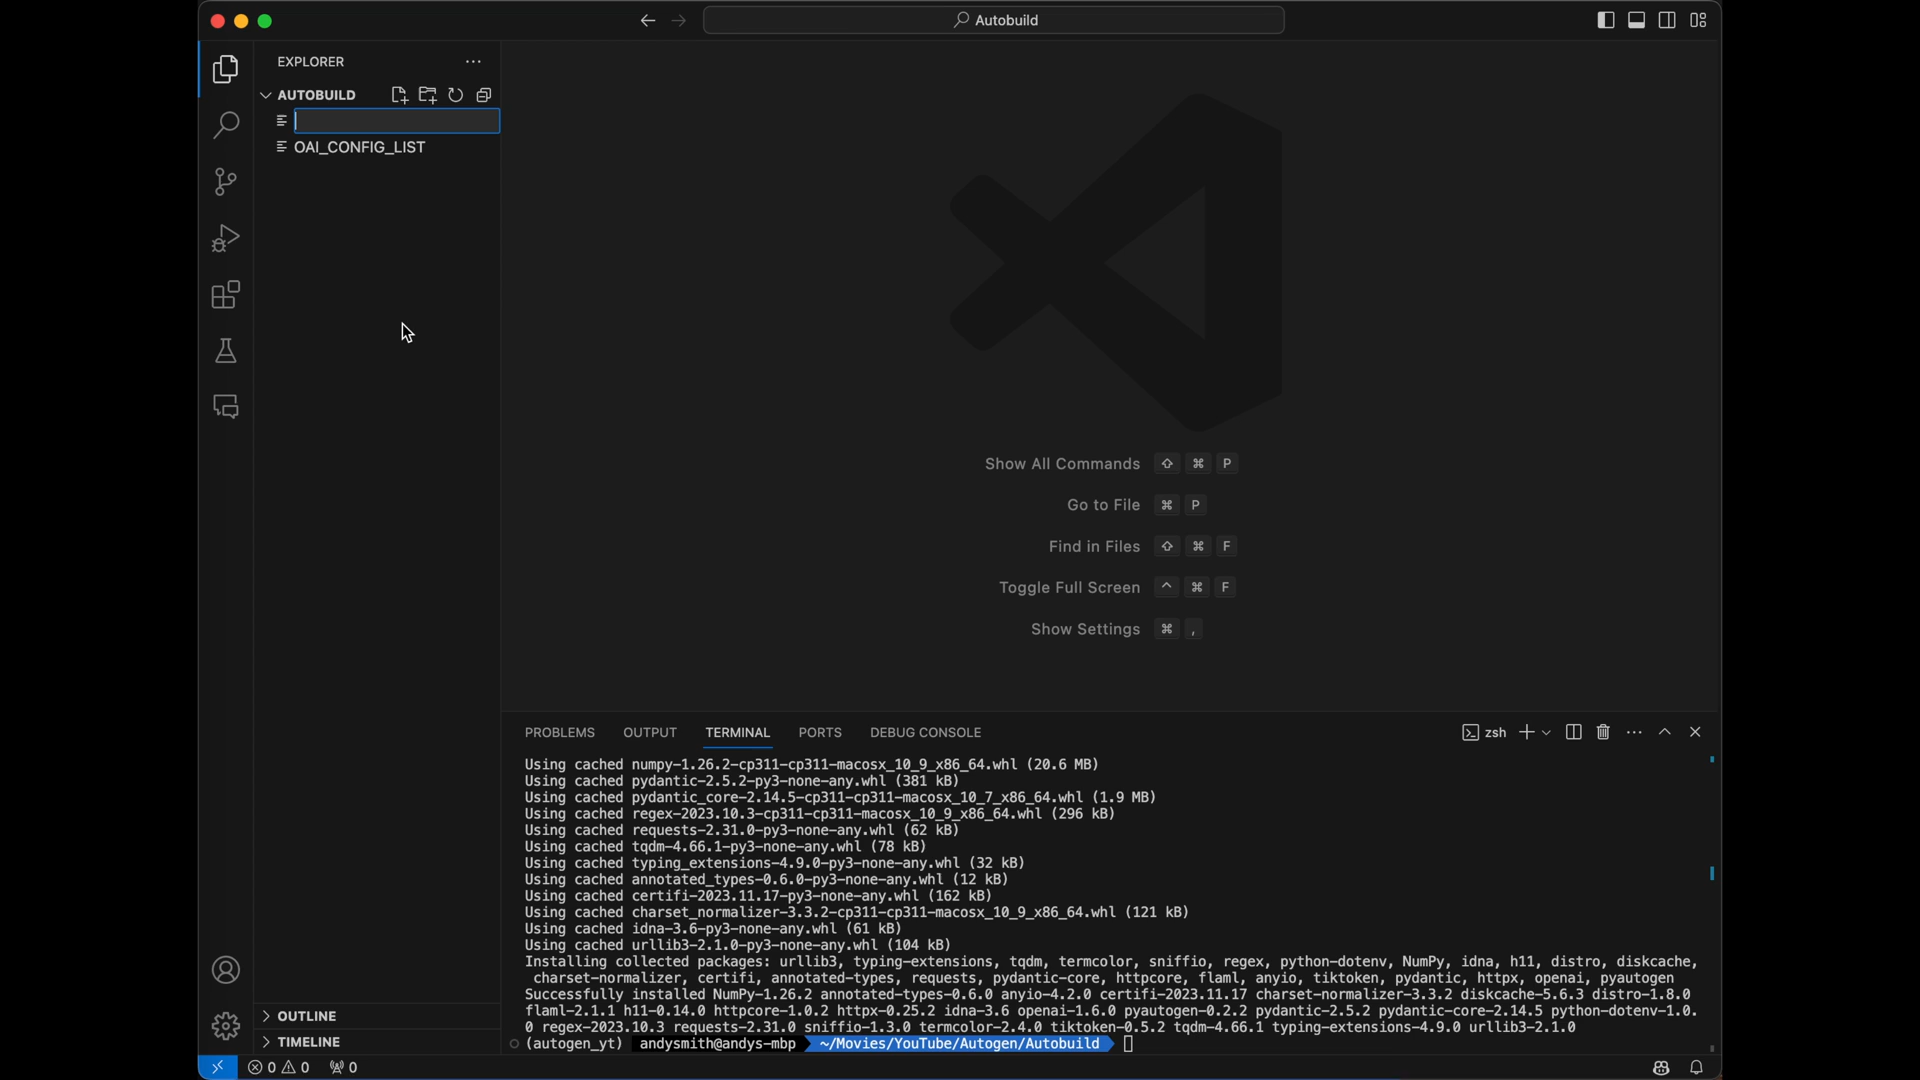 Autobuild
EXPLORER
AUTOBUILD
OAI_CONFIG_LIST
Show All Commands ⇧ ⌘ P
Go to File ⌘ P
Find in Files ⇧ ⌘ F
Toggle Full Screen ^ ⌘ F
Show Settings ⌘ ,
PROBLEMS OUTPUT TERMINAL PORTS DEBUG CONSOLE
zsh
Using cached numpy-1.26.2-cp311-cp311-macosx_10_9_x86_64.whl (20.6 MB)
Using cached pydantic-2.5.2-py3-none-any.whl (381 kB)
Using cached pydantic_core-2.14.5-cp311-cp311-macosx_10_7_x86_64.whl (1.9 MB)
Using cached regex-2023.10.3-cp311-cp311-macosx_10_9_x86_64.whl (296 kB)
Using cached requests-2.31.0-py3-none-any.whl (62 kB)
Using cached tqdm-4.66.1-py3-none-any.whl (78 kB)
Using cached typing_extensions-4.9.0-py3-none-any.whl (32 kB)
Using cached annotated_types-0.6.0-py3-none-any.whl (12 kB)
Using cached certifi-2023.11.17-py3-none-any.whl (162 kB)
Using cached charset_normalizer-3.3.2-cp311-cp311-macosx_10_9_x86_64.whl (121 kB)
Using cached idna-3.6-py3-none-any.whl (61 kB)
Using cached urllib3-2.1.0-py3-none-any.whl (104 kB)
Installing collected packages: urllib3, typing-extensions, tqdm, termcolor, sniffio, regex, python-dotenv, NumPy, idna, h11, distro, diskcache,
charset-normalizer, certifi, annotated-types, requests, pydantic-core, httpcore, flaml, anyio, tiktoken, pydantic, httpx, openai, pyautogen
Successfully installed NumPy-1.26.2 annotated-types-0.6.0 anyio-4.2.0 certifi-2023.11.17 charset-normalizer-3.3.2 diskcache-5.6.3 distro-1.8.0
flaml-2.1.1 h11-0.14.0 httpcore-1.0.2 httpx-0.25.2 idna-3.6 openai-1.6.0 pyautogen-0.2.2 pydantic-2.5.2 pydantic-core-2.14.5 python-dotenv-1.0.
0 regex-2023.10.3 requests-2.31.0 sniffio-1.3.0 termcolor-2.4.0 tiktoken-0.5.2 tqdm-4.66.1 typing-extensions-4.9.0 urllib3-2.1.0
(autogen_yt) andysmith@andys-mbp ~/Movies/YouTube/Autogen/Autobuild
OUTLINE
TIMELINE
0 0 0